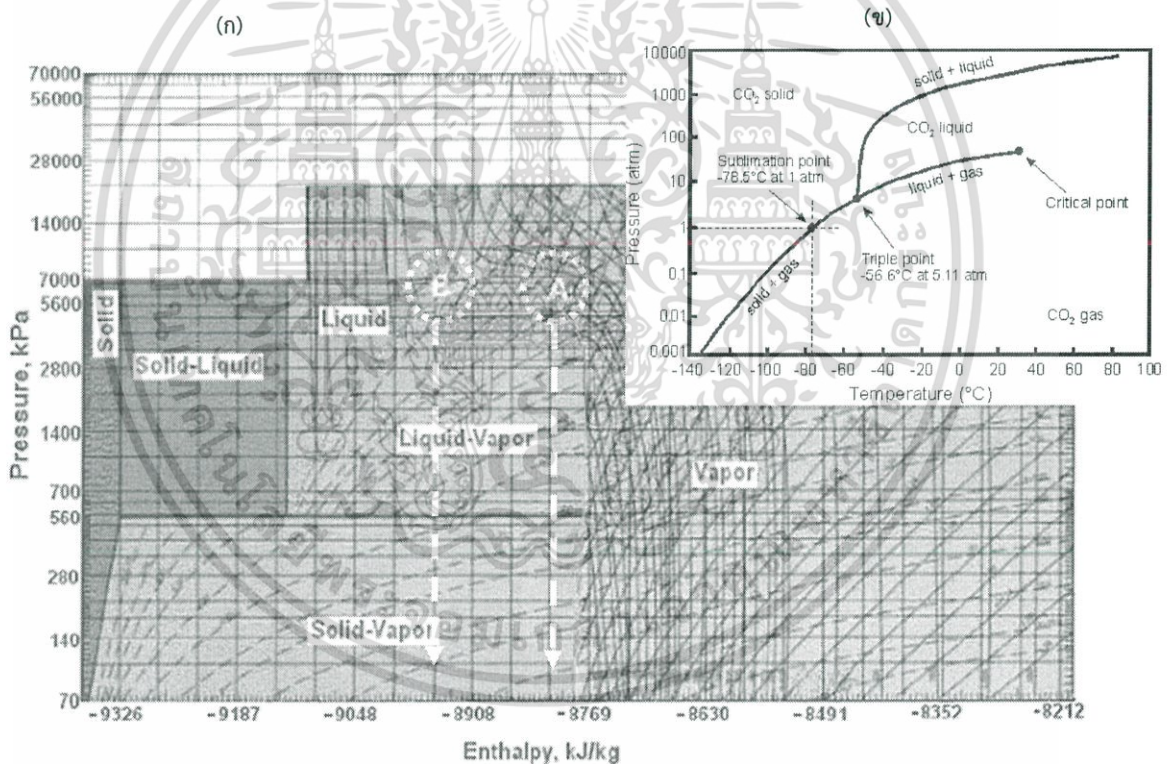 (ก)
(ข)
Pressure, kPa
70000
56000
28000
14000
7000
5600
2800
1400
700
560
280
140
70
-9326
-9187
-9048
-8908
-8769
-8630
-8491
-8352
-8212
Enthalpy, kJ/kg
Solid
Solid-Liquid
Liquid
B
A
Liquid-Vapor
Vapor
Solid-Vapor
Pressure (atm)
10000
1000
100
10
1
0.1
0.01
0.001
-140
-120
-100
-80
-60
-40
-20
0
20
40
60
80
100
Temperature (°C)
CO₂ solid
solid + liquid
CO₂ liquid
Sublimation point
-78.5°C at 1 atm
liquid + gas
Critical point
Triple point
-56.6°C at 5.11 atm
solid + gas
CO₂ gas